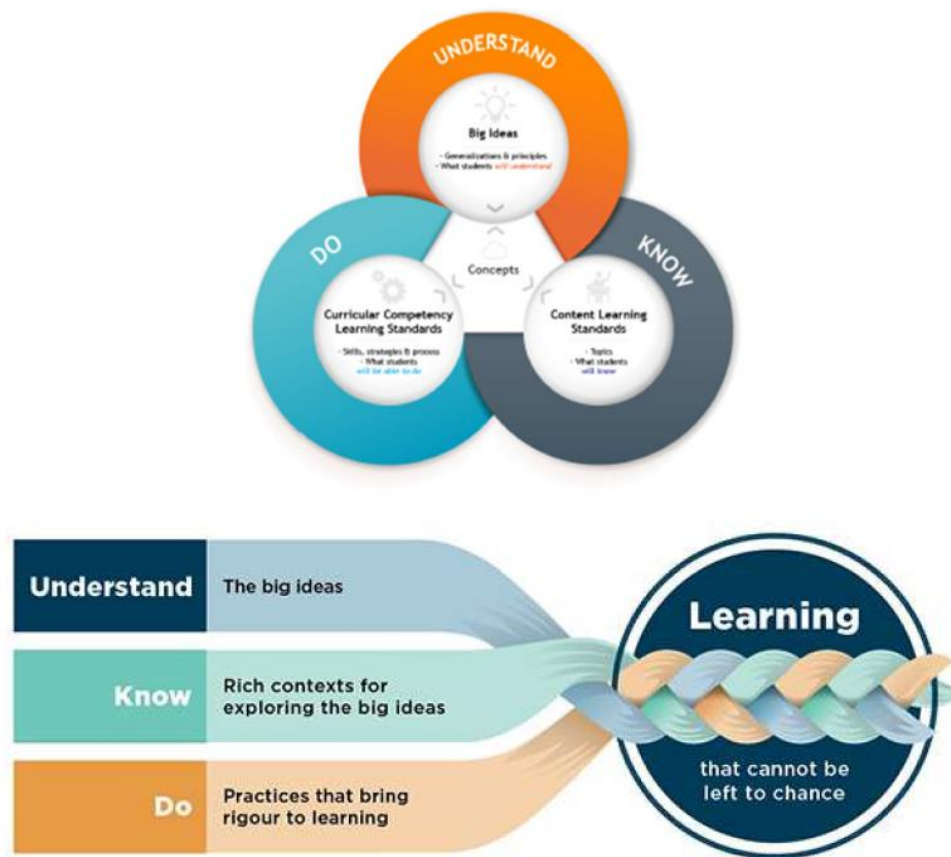 UNDERSTAND
Big Ideas
- Generalizations & principles
- What students will understand
DO
KNOW
Concepts
Curricular Competency
Learning Standards
- Skills, strategies & process
- What students
will be able to do
Content Learning
Standards
- Topics
- What students
will know
Understand
The big ideas
Know
Rich contexts for
exploring the big ideas
Do
Practices that bring
rigour to learning
Learning
that cannot be
left to chance